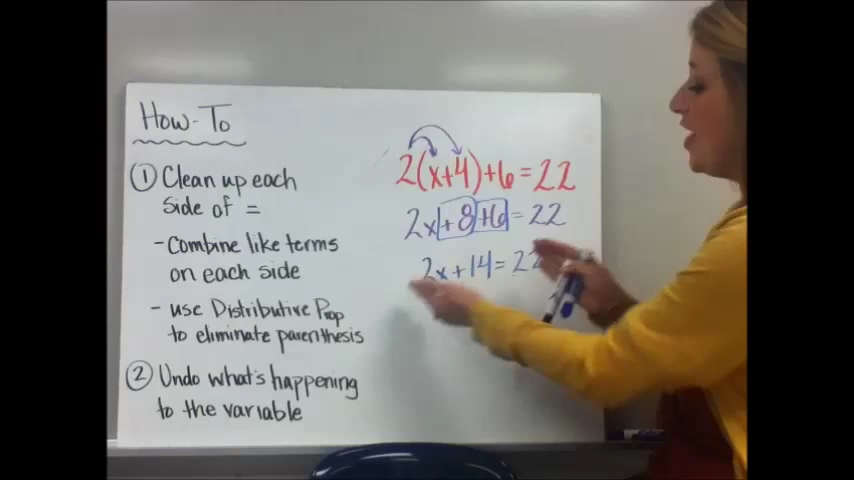 How-To
① Clean up each
side of =
- Combine like terms
on each side
- use Distributive Prop
to eliminate parenthesis
② Undo what's happening
to the variable
2(x+4)+6=22
2x+8+6=22
2x+14=22